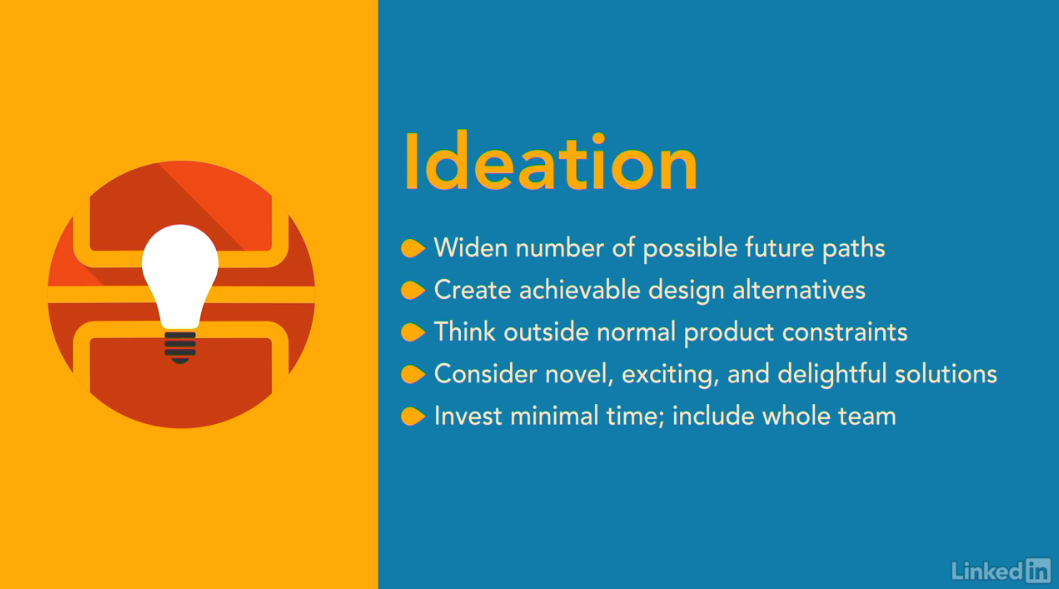 Ideation
Widen number of possible future paths
Create achievable design alternatives
Think outside normal product constraints
Consider novel, exciting, and delightful solutions
Invest minimal time; include whole team
Linked in